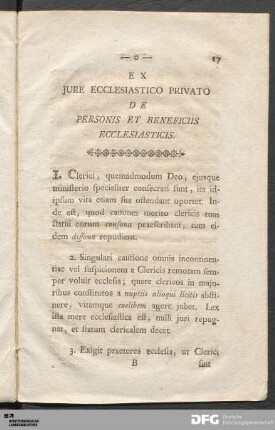 — o —
17
EX
JURE ECCLESIASTICO PRIVATO
DE
PERSONIS ET BENEFICIIS
ECCLESIASTICIS.
1. Clerici, quemadmodum Deo, ejusque
ministerio specialiter consecrati sunt, ita id
ipsum vita etiam sua ostendant oportet. In-
de est, quod canones merito clericis tum
statui eorum consona praescribant, tum ei-
dem dissona repudient.
2. Singulari cautione omnis incontinen-
tiae vel suspicionem a Clericis remotam sem-
per voluit ecclesia; quare clericos in majo-
ribus constitutos a nuptiis alioqui licitis absti-
nere, vitamque coelibem agere jubet. Lex
ista mere ecclesiastica est, nulli juri repug-
nat, et statum clericalem decet.
3. Exigit praeterea ecclesia, ut Clerici
B
sint
DFG
Deutsche
Forschungsgemeinschaft